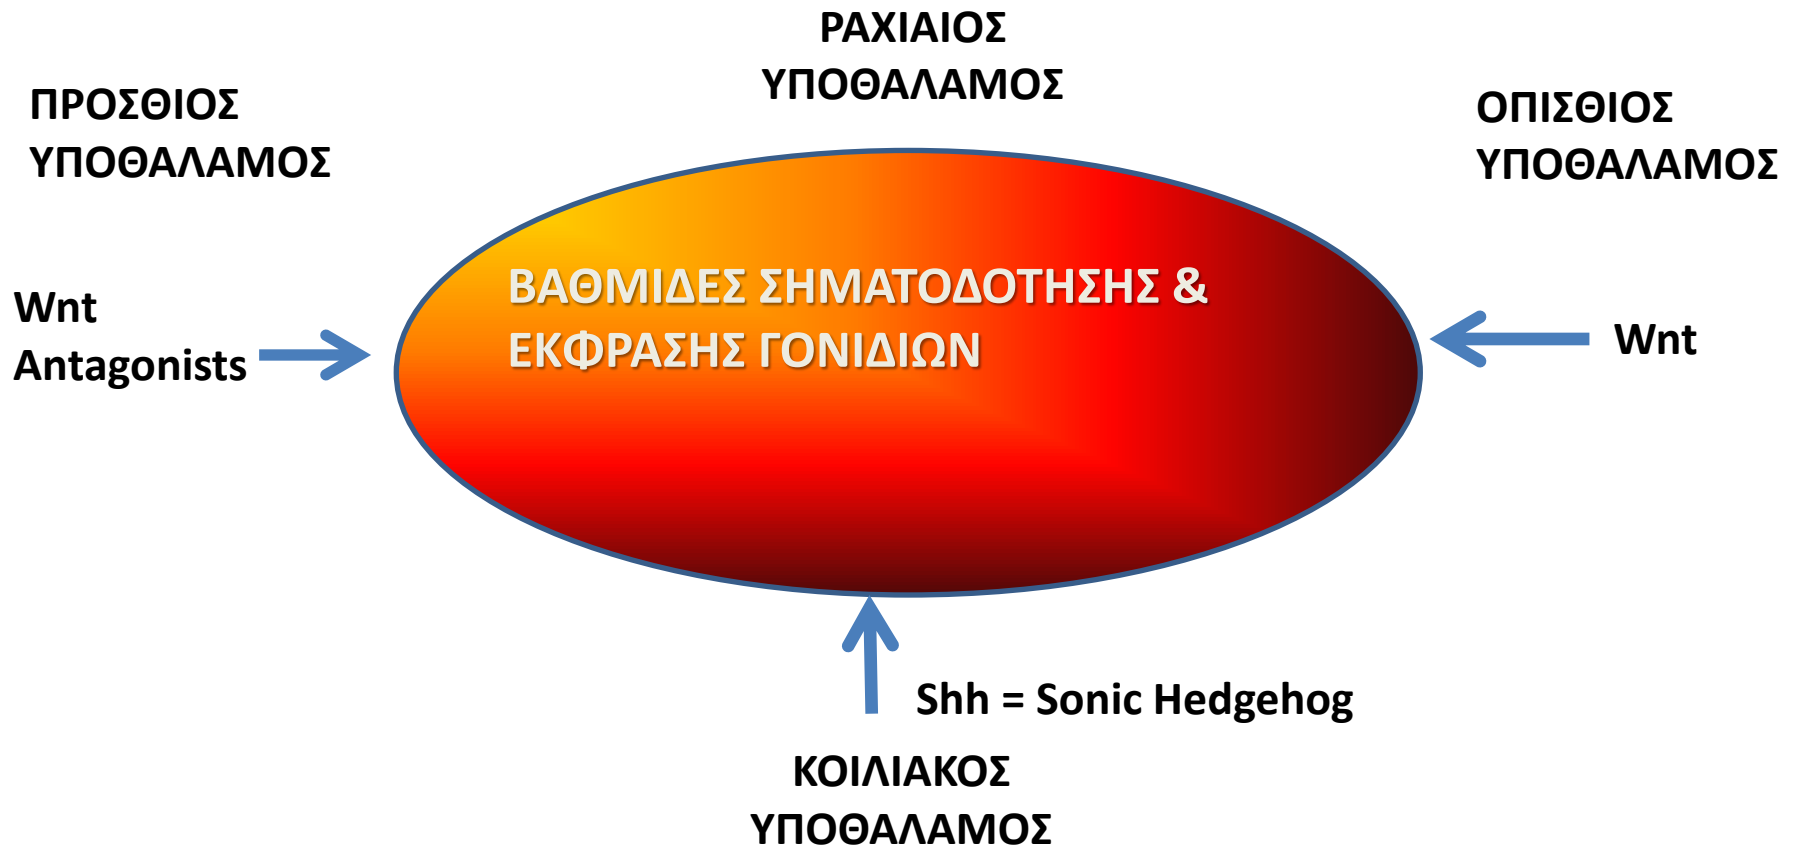 ΡΑΧΙΑΙΟΣ
ΥΠΟΘΑΛΑΜΟΣ
ΠΡΟΣΘΙΟΣ
ΥΠΟΘΑΛΑΜΟΣ
ΟΠΙΣΘΙΟΣ
ΥΠΟΘΑΛΑΜΟΣ
ΒΑΘΜΙΔΕΣ ΣΗΜΑΤΟΔΟΤΗΣΗΣ &
ΕΚΦΡΑΣΗΣ ΓΟΝΙΔΙΩΝ
Wnt
Antagonists
Wnt
Shh = Sonic Hedgehog
ΚΟΙΛΙΑΚΟΣ
ΥΠΟΘΑΛΑΜΟΣ